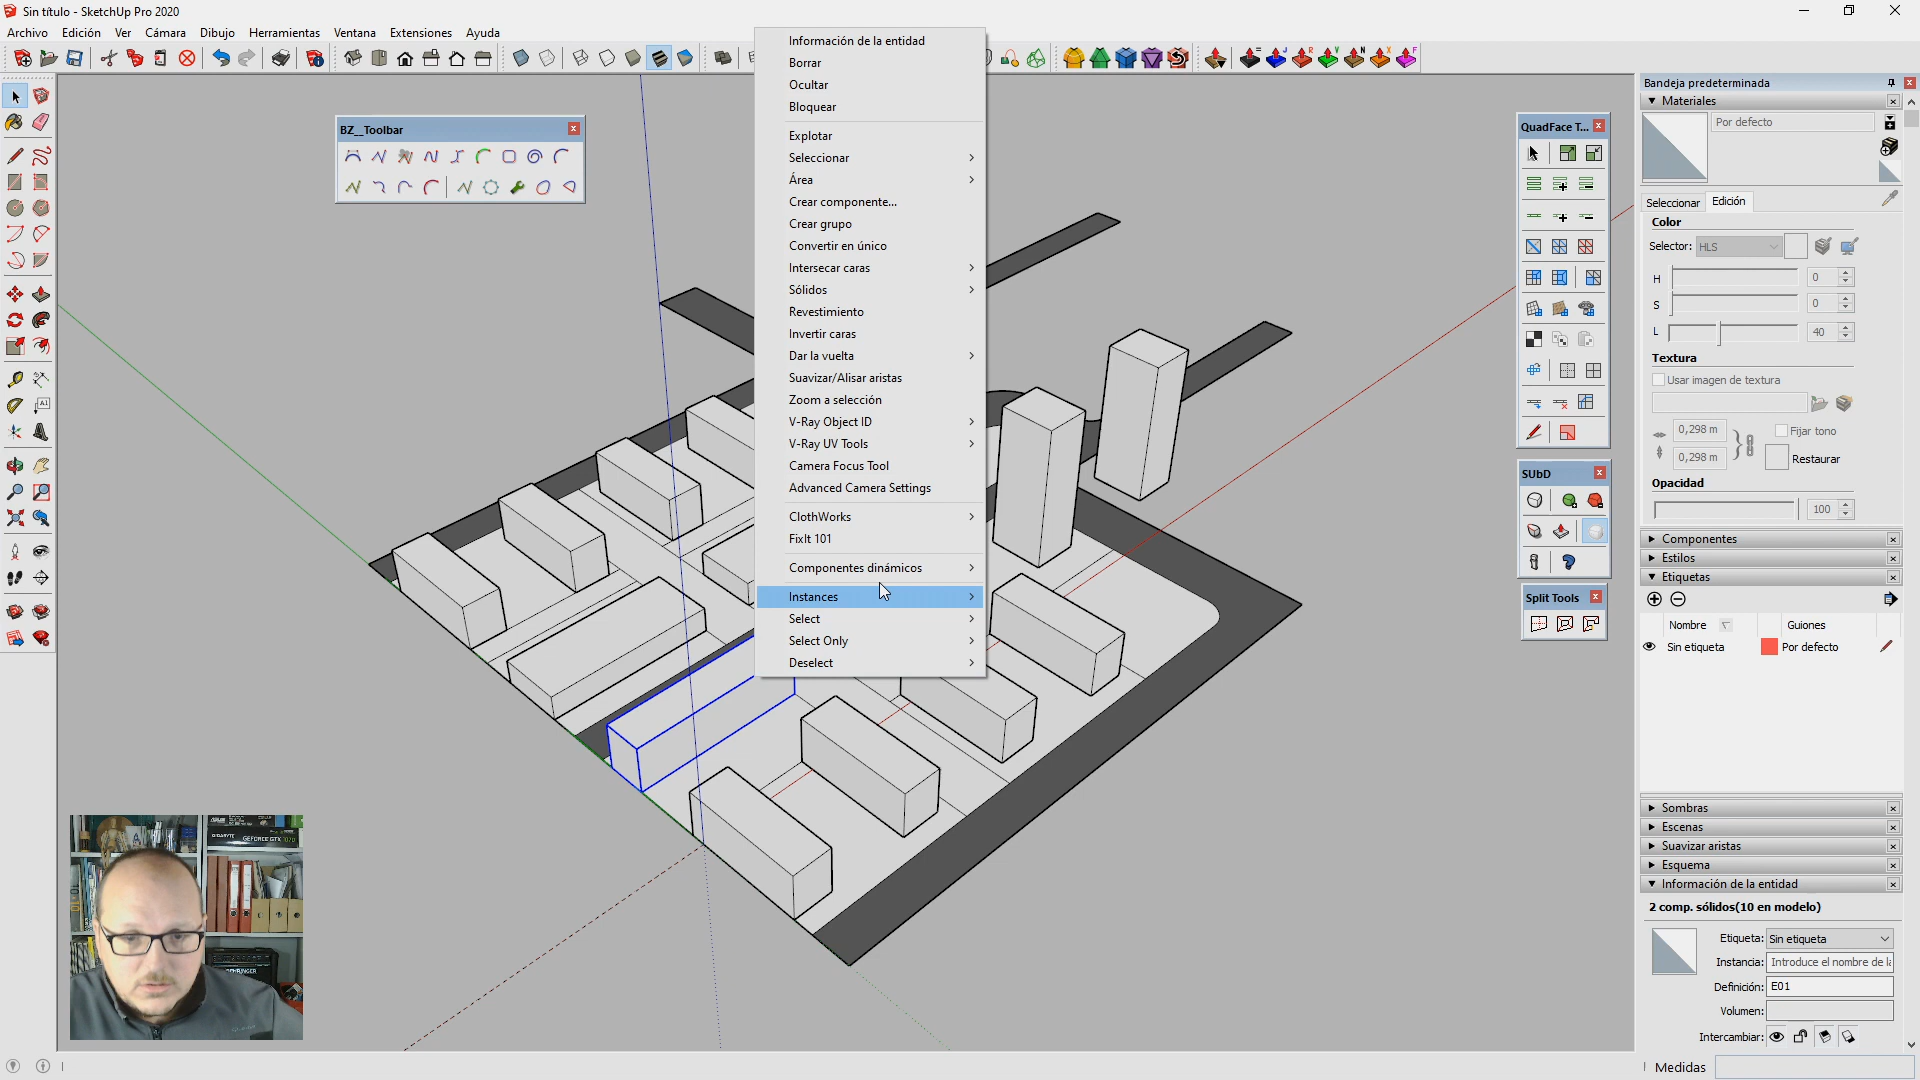 Sin título - SketchUp Pro 2020
Archivo Edición Ver Cámara Dibujo Herramientas Ventana Extensiones Ayuda
BZ__Toolbar
Información de la entidad
Borrar
Ocultar
Bloquear
Explotar
Seleccionar
Área
Crear componente...
Crear grupo
Convertir en único
Intersecar caras
Sólidos
Revestimiento
Invertir caras
Dar la vuelta
Suavizar/Alisar aristas
Zoom a selección
V-Ray Object ID
V-Ray UV Tools
Camera Focus Tool
Advanced Camera Settings
ClothWorks
FixIt 101
Componentes dinámicos
Instances
Select
Select Only
Deselect
QuadFace T...
SUbD
Split Tools
Bandeja predeterminada
Materiales
Por defecto
Seleccionar Edición
Color
Selector: HLS
H 0
S 0
L 40
Textura
Usar imagen de textura
0,298 m Fijar tono
0,298 m Restaurar
Opacidad
100
Componentes
Estilos
Etiquetas
Nombre Guiones
Sin etiqueta Por defecto
Sombras
Escenas
Suavizar aristas
Esquema
Información de la entidad
2 comp. sólidos(10 en modelo)
Etiqueta: Sin etiqueta
Instancia: Introduce el nombre de la
Definición: E01
Volumen:
Intercambiar:
Medidas
GIGABYTE
GEFORCE GTX 1070